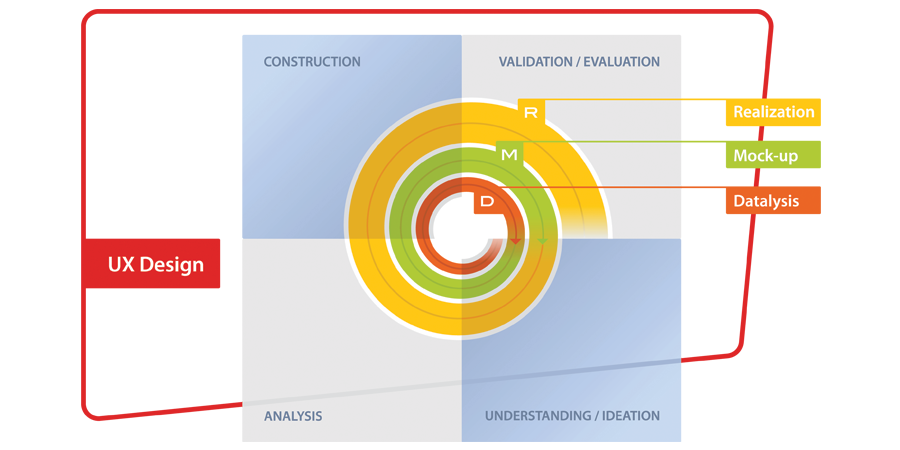 CONSTRUCTION
VALIDATION / EVALUATION
R
Realization
M
Mock-up
D
Datalysis
UX Design
ANALYSIS
UNDERSTANDING / IDEATION